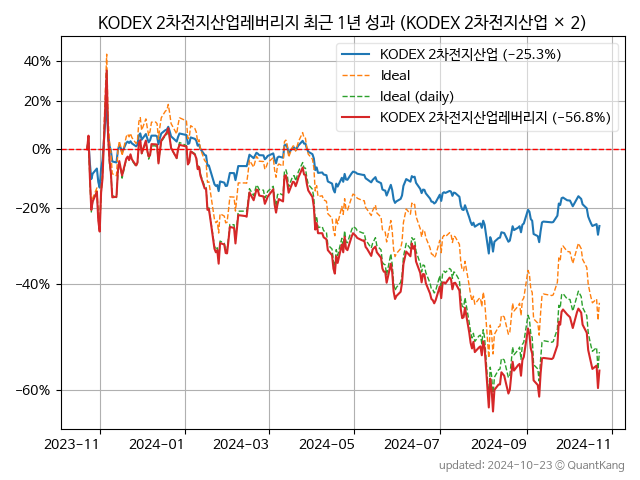 KODEX 2차전지산업레버리지 최근 1년 성과 (KODEX 2차전지산업 × 2)
KODEX 2차전지산업 (−25.3%)
Ideal
Ideal (daily)
KODEX 2차전지산업레버리지 (−56.8%)
40%
20%
0%
−20%
−40%
−60%
2023−11 2024−01 2024−03 2024−05 2024−07 2024−09 2024−11
updated: 2024-10-23 © QuantKang